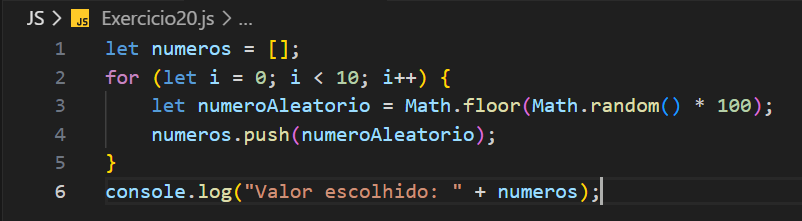 JS > JS Exercicio20.js > ...
1 let numeros = [];
2 for (let i = 0; i < 10; i++) {
3     let numeroAleatorio = Math.floor(Math.random() * 100);
4     numeros.push(numeroAleatorio);
5 }
6 console.log("Valor escolhido: " + numeros);